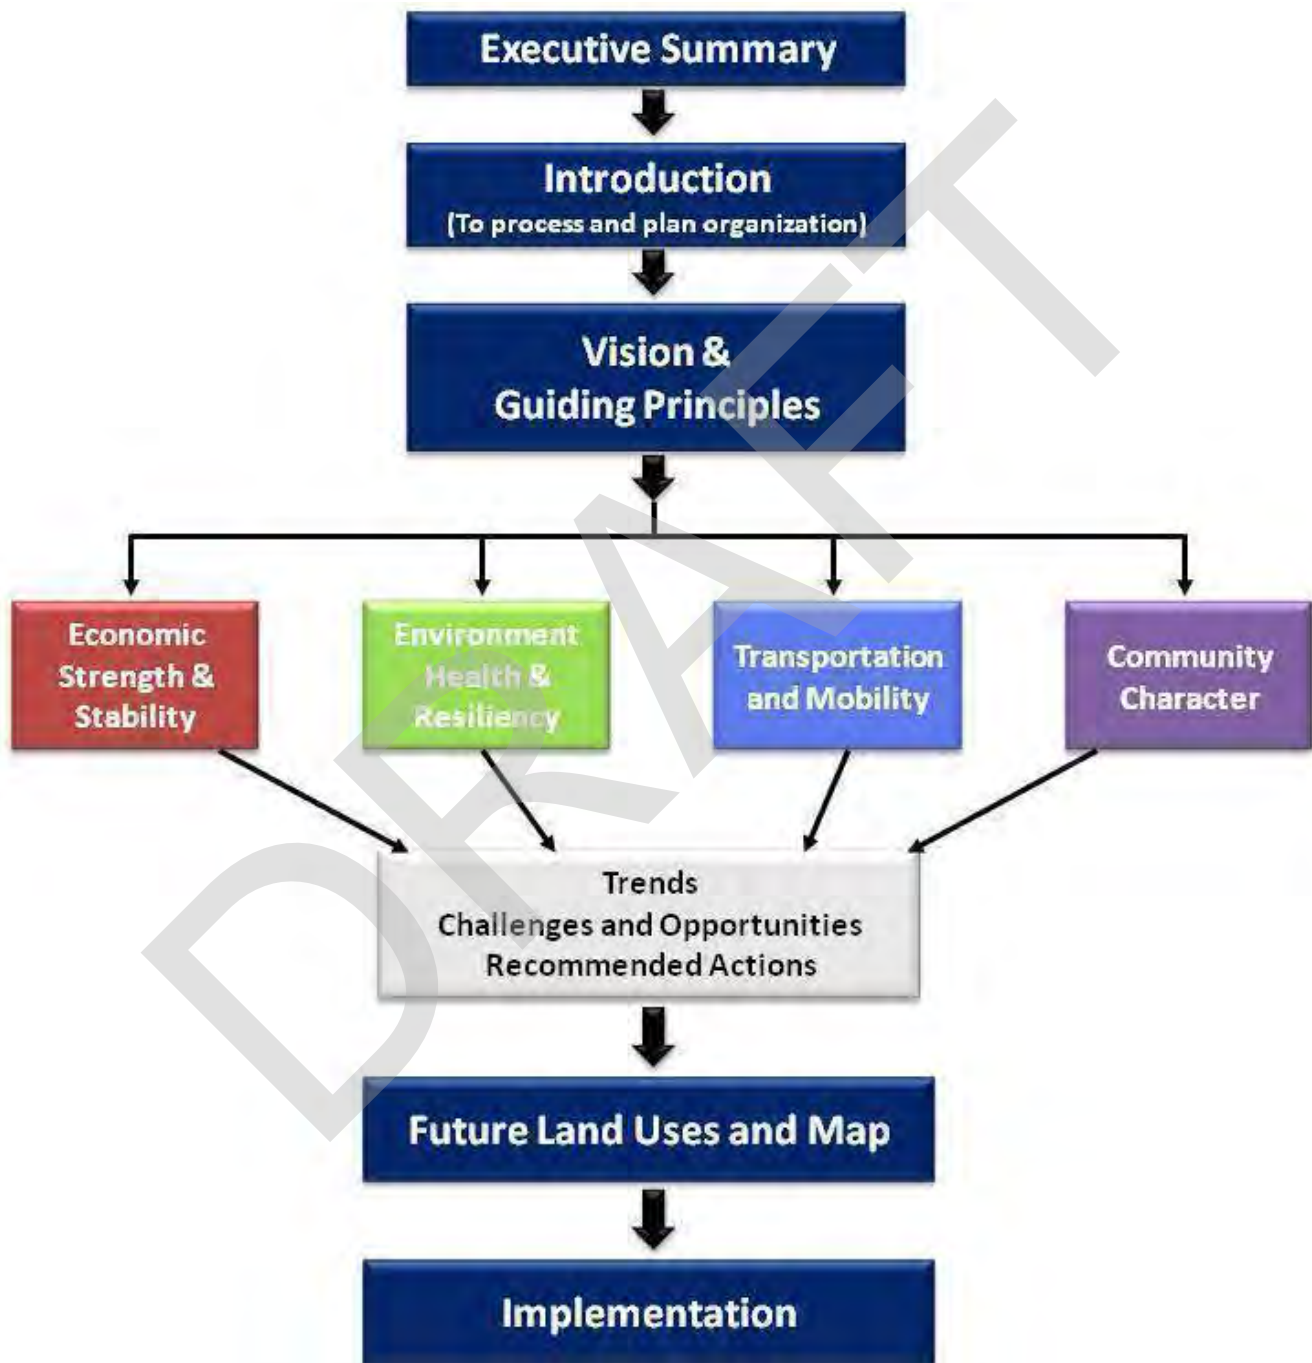 Executive Summary
Introduction
(To process and plan organization)
Vision &
Guiding Principles
Economic
Strength &
Stability
Environment
Health &
Resiliency
Transportation
and Mobility
Community
Character
Trends
Challenges and Opportunities
Recommended Actions
Future Land Uses and Map
Implementation
DRAFT